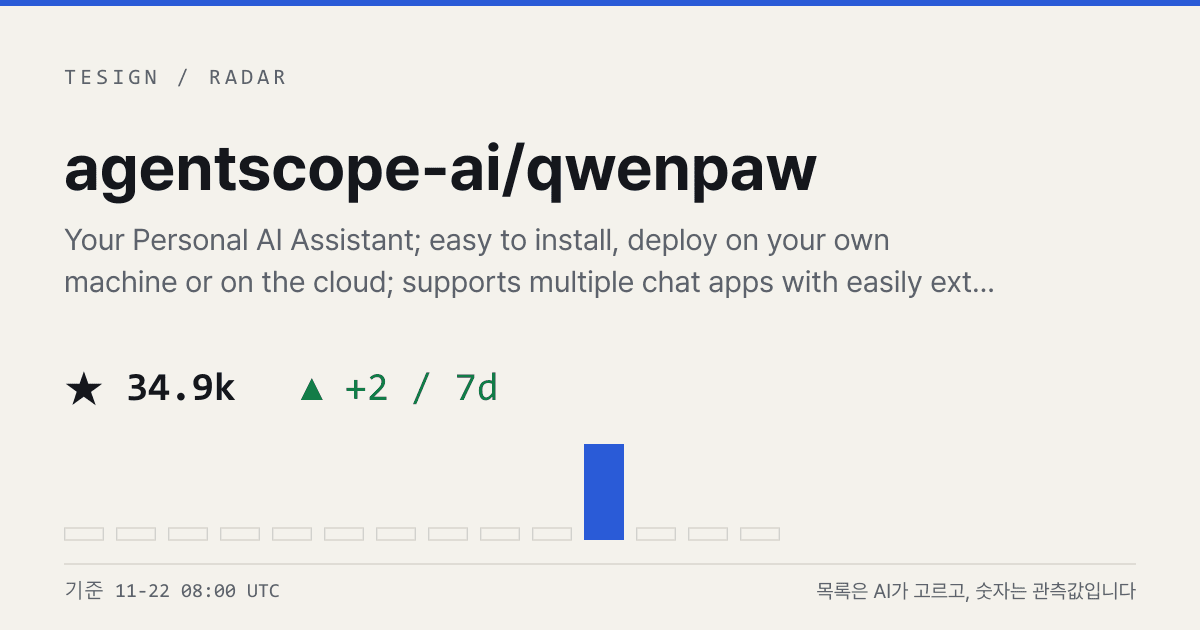 TESIGN / RADAR
agentscope-ai/qwenpaw
Your Personal AI Assistant; easy to install, deploy on your own
machine or on the cloud; supports multiple chat apps with easily ext…
★ 34.9k ▲ +2 / 7d
기준 11-22 08:00 UTC
목록은 AI가 고르고, 숫자는 관측값입니다